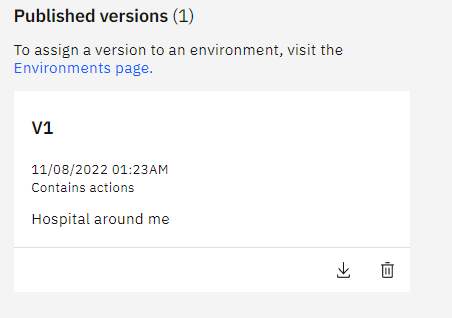 Published versions (1)
To assign a version to an environment, visit the
Environments page.
V1
11/08/2022 01:23AM
Contains actions
Hospital around me